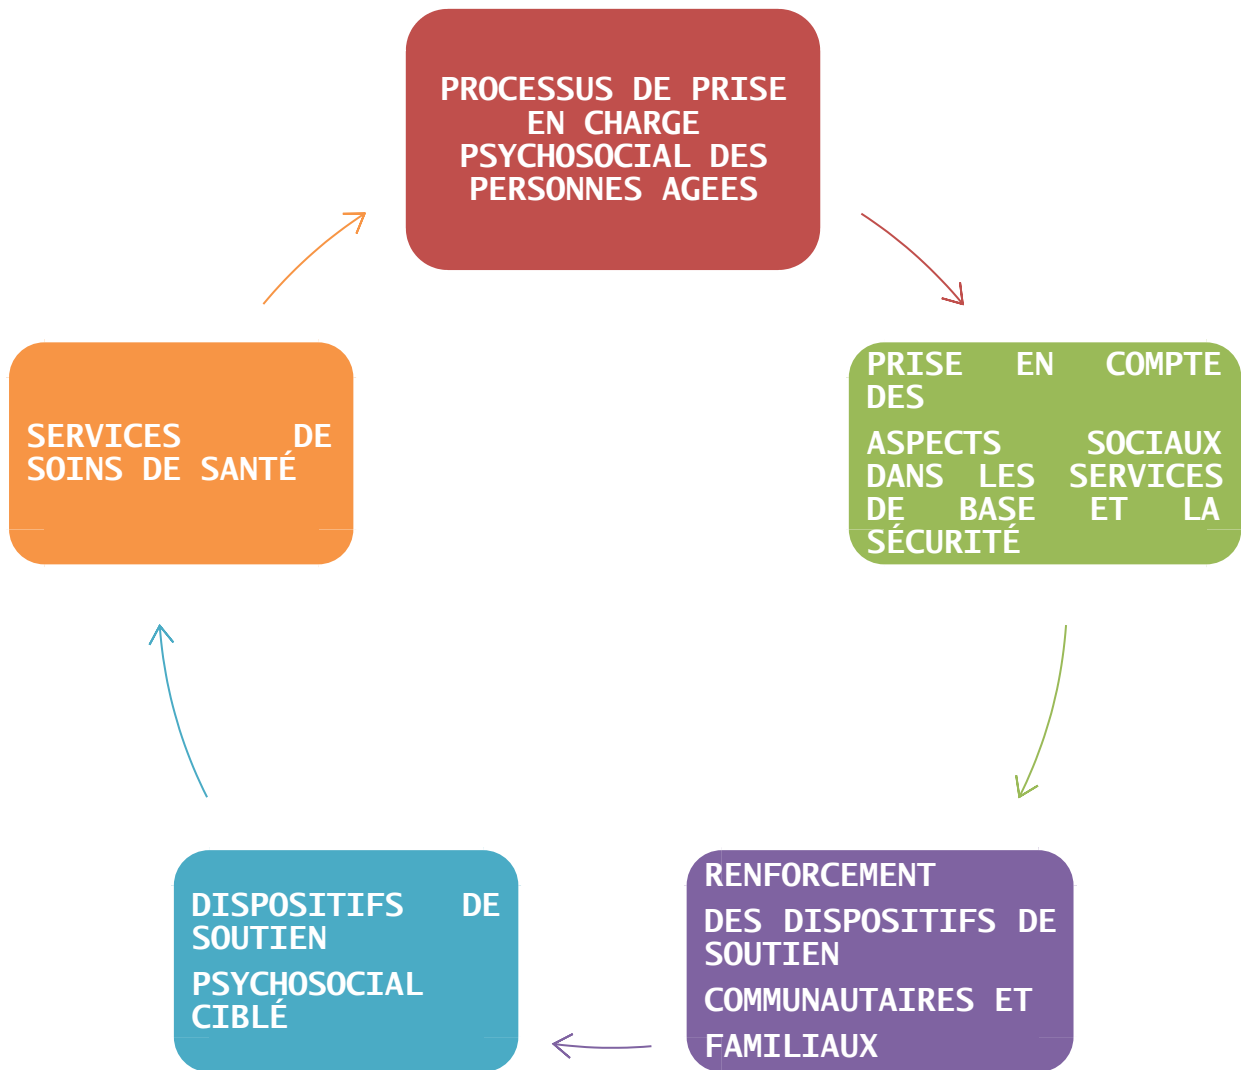 PROCESSUS DE PRISE
EN CHARGE
PSYCHOSOCIAL DES
PERSONNES AGEES
PRISE EN COMPTE
DES
ASPECTS SOCIAUX
DANS LES SERVICES
DE BASE ET LA
SÉCURITÉ
RENFORCEMENT
DES DISPOSITIFS DE
SOUTIEN
COMMUNAUTAIRES ET
FAMILIAUX
DISPOSITIFS DE
SOUTIEN
PSYCHOSOCIAL
CIBLÉ
SERVICES DE
SOINS DE SANTÉ